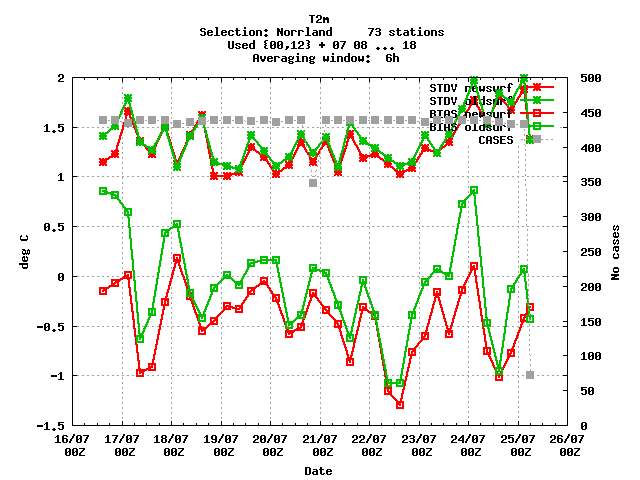 T2m
Selection: Norrland     73 stations
Used {00,12} + 07 08 ... 18
Averaging window:  6h
STDV newsurf
STDV oldsurf
BIAS newsurf
BIAS oldsurf
CASES
2
1.5
1
0.5
0
-0.5
-1
-1.5
deg C
500
450
400
350
300
250
200
150
100
50
0
No cases
16/07 17/07 18/07 19/07 20/07 21/07 22/07 23/07 24/07 25/07 26/07
00Z 00Z 00Z 00Z 00Z 00Z 00Z 00Z 00Z 00Z 00Z
Date